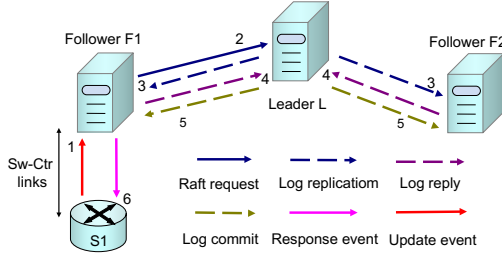 Follower F1
2
Follower F2
3
4
4
3
Leader L
5
5
Sw-Ctr
links
1
6
S1
Raft request
Log replicatiom
Log reply
Log commit
Response event
Update event